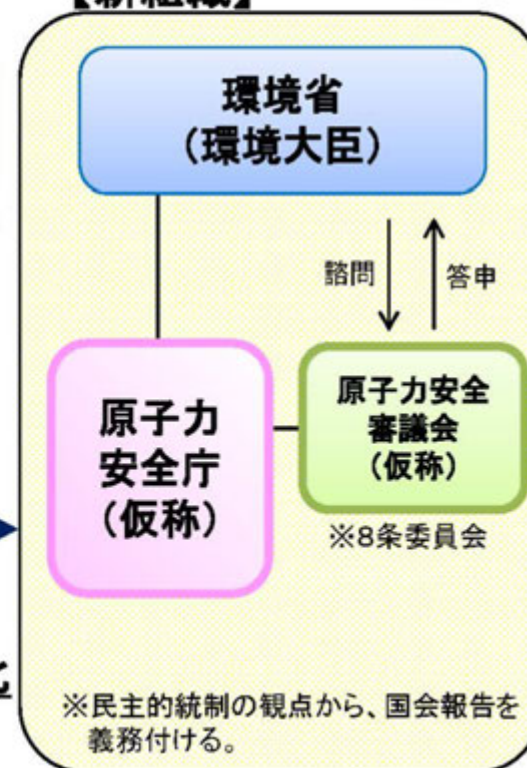 環境省
（環境大臣）
諮問
答申
原子力
安全庁
（仮称）
原子力安全
審議会
（仮称）
※8条委員会
※民主的統制の観点から、国会報告を
義務付ける。